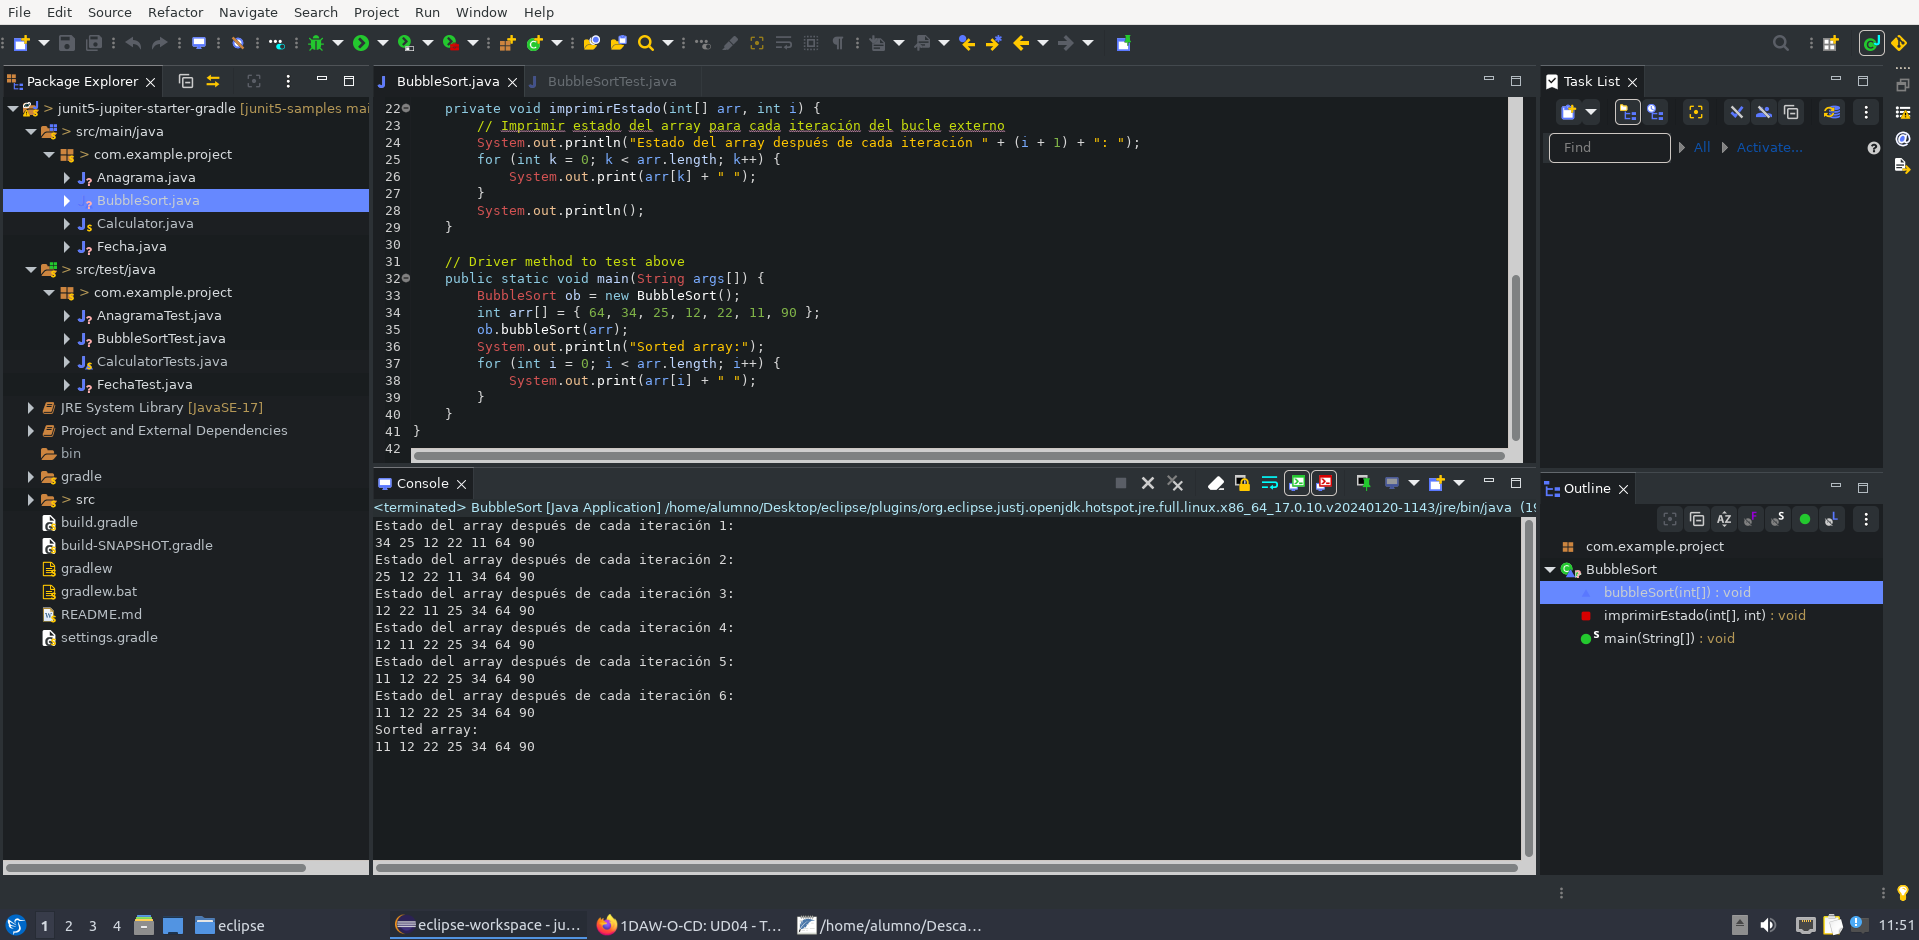 File Edit Source Refactor Navigate Search Project Run Window Help
Package Explorer
> junit5-jupiter-starter-gradle [junit5-samples mai
> src/main/java
> com.example.project
Anagrama.java
BubbleSort.java
Calculator.java
Fecha.java
> src/test/java
> com.example.project
AnagramaTest.java
BubbleSortTest.java
CalculatorTests.java
FechaTest.java
JRE System Library [JavaSE-17]
Project and External Dependencies
bin
gradle
> src
build.gradle
build-SNAPSHOT.gradle
gradlew
gradlew.bat
README.md
settings.gradle
BubbleSort.java BubbleSortTest.java
22 private void imprimirEstado(int[] arr, int i) {
23 // Imprimir estado del array para cada iteración del bucle externo
24 System.out.println("Estado del array después de cada iteración " + (i + 1) + ": ");
25 for (int k = 0; k < arr.length; k++) {
26 System.out.print(arr[k] + " ");
27 }
28 System.out.println();
29 }
30
31 // Driver method to test above
32 public static void main(String args[]) {
33 BubbleSort ob = new BubbleSort();
34 int arr[] = { 64, 34, 25, 12, 22, 11, 90 };
35 ob.bubbleSort(arr);
36 System.out.println("Sorted array:");
37 for (int i = 0; i < arr.length; i++) {
38 System.out.print(arr[i] + " ");
39 }
40 }
41 }
42
Console
<terminated> BubbleSort [Java Application] /home/alumno/Desktop/eclipse/plugins/org.eclipse.justj.openjdk.hotspot.jre.full.linux.x86_64_17.0.10.v20240120-1143/jre/bin/java (19
Estado del array después de cada iteración 1:
34 25 12 22 11 64 90
Estado del array después de cada iteración 2:
25 12 22 11 34 64 90
Estado del array después de cada iteración 3:
12 22 11 25 34 64 90
Estado del array después de cada iteración 4:
12 11 22 25 34 64 90
Estado del array después de cada iteración 5:
11 12 22 25 34 64 90
Estado del array después de cada iteración 6:
11 12 22 25 34 64 90
Sorted array:
11 12 22 25 34 64 90
Task List
Find All Activate...
Outline
com.example.project
BubbleSort
bubbleSort(int[]) : void
imprimirEstado(int[], int) : void
main(String[]) : void
1 2 3 4 eclipse eclipse-workspace - ju... 1DAW-O-CD: UD04 - T... /home/alumno/Desca... 11:51